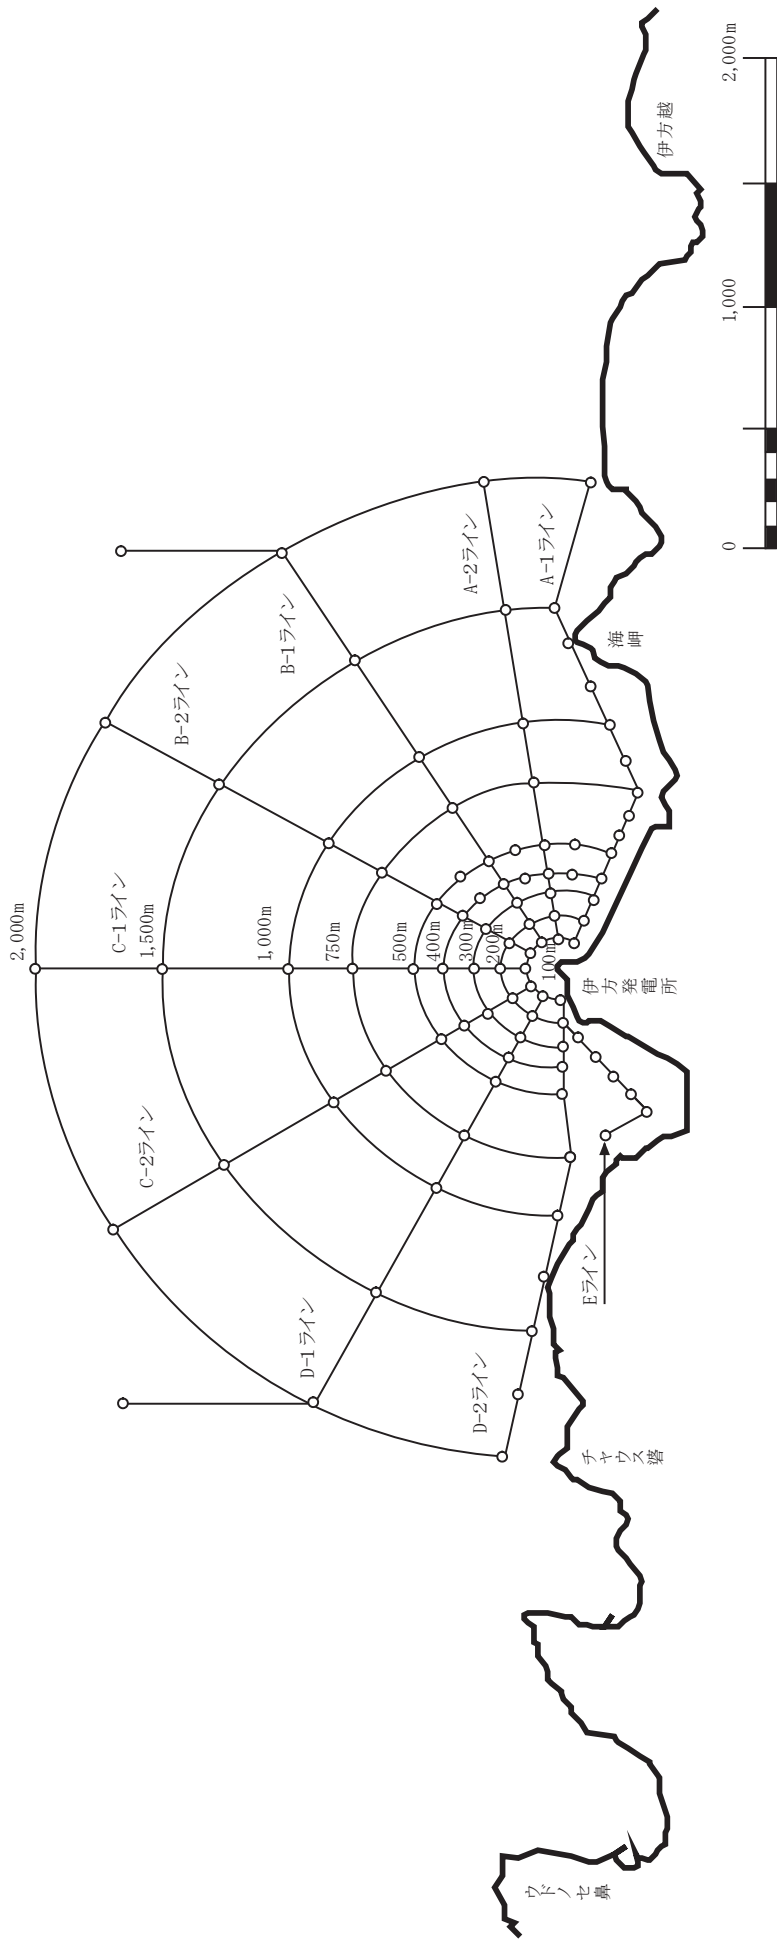 2,000m
1,500m
1,000m
750m
500m
400m
300m
200m
100m
C-1ライン
C-2ライン
B-2ライン
B-1ライン
A-2ライン
A-1ライン
D-1ライン
D-2ライン
Eライン
ウドノセ鼻
チャウス碆
伊方発電所
海岬
伊方越
0
1,000
2,000m